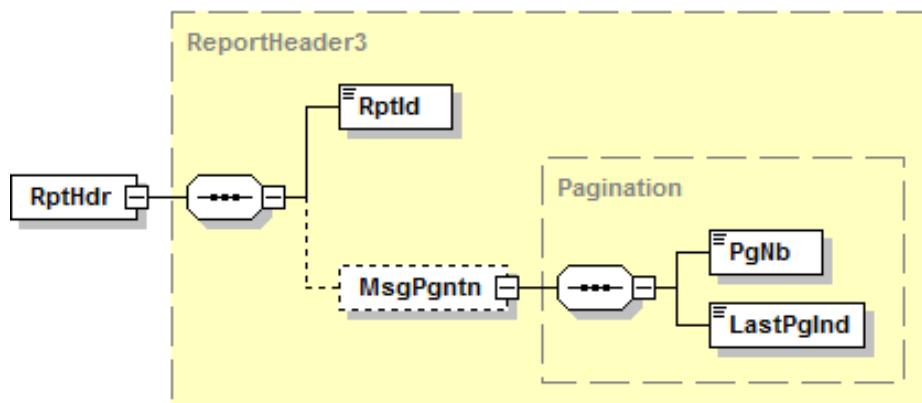 ReportHeader3
RptId
RptHdr
Pagination
PgNb
MsgPgntn
LastPgInd